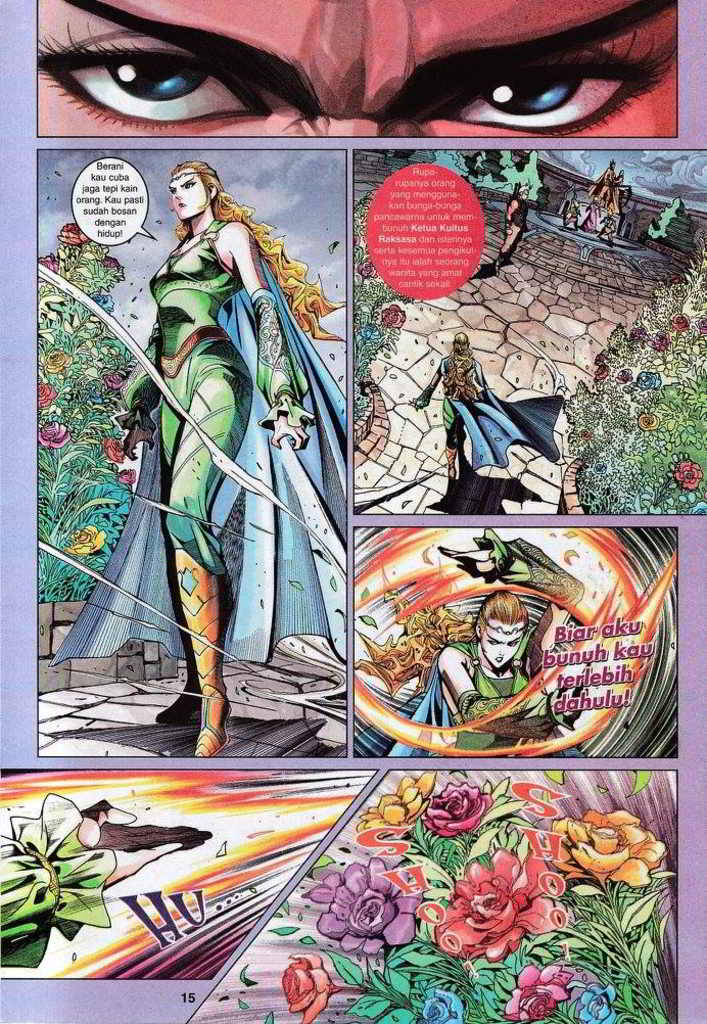 Berani
kau cuba
jaga tepi kain
orang. Kau pasti
sudah bosan
dengan
hidup!
Rupa-
rupanya orang
yang mengguna-
kan bunga-bunga
pancawarna untuk mem-
bunuh Ketua Kultus
Raksasa dan isterinya
serta kesemua pengikut-
nya itu ialah seorang
wanita yang amat
cantik sekali.
Biar aku
bunuh kau
terlebih
dahulu!
HU...
SHOO!
SHOOO!
15